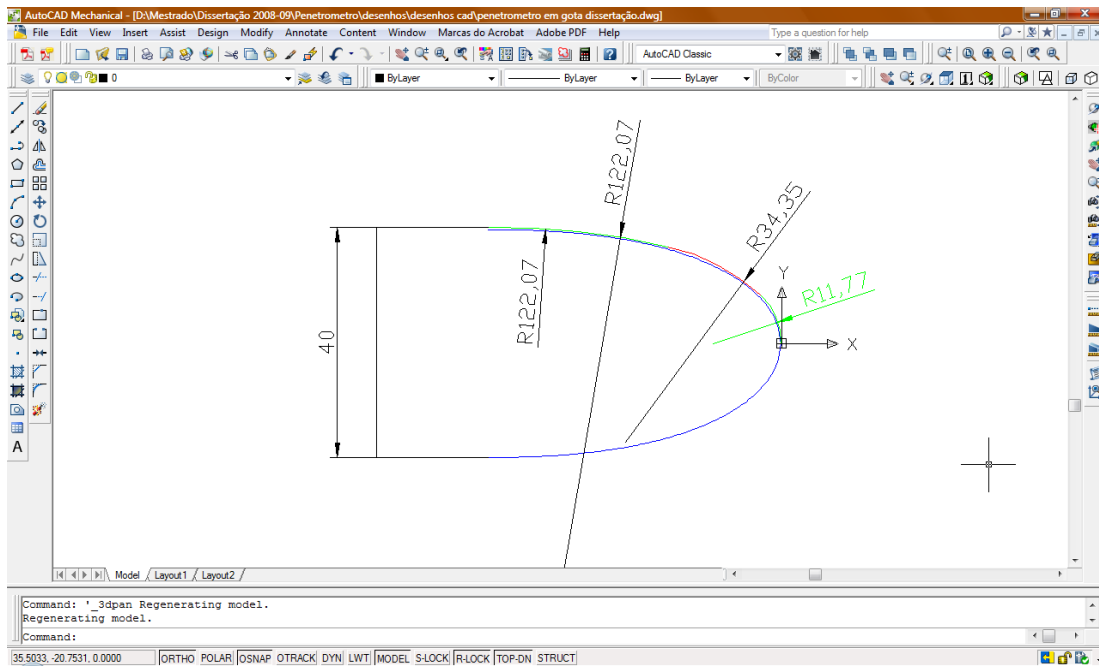 AutoCAD Mechanical - [D:\Mestrado\Dissertação 2008-09\Penetrometro\desenhos\desenhos cad\penetrometro em gota dissertação.dwg]
File Edit View Insert Assist Design Modify Annotate Content Window Marcas do Acrobat Adobe PDF Help Type a question for help
AutoCAD Classic
0 ByLayer ByLayer ByLayer ByColor
R122,07
R34,35
Y
R11,77
R122,07
40
X
A
Model Layout1 Layout2
Command: '_3dpan Regenerating model.
Regenerating model.
Command:
35.5033, -20.7531, 0.0000 ORTHO POLAR OSNAP OTRACK DYN LWT MODEL S-LOCK R-LOCK TOP-DN STRUCT